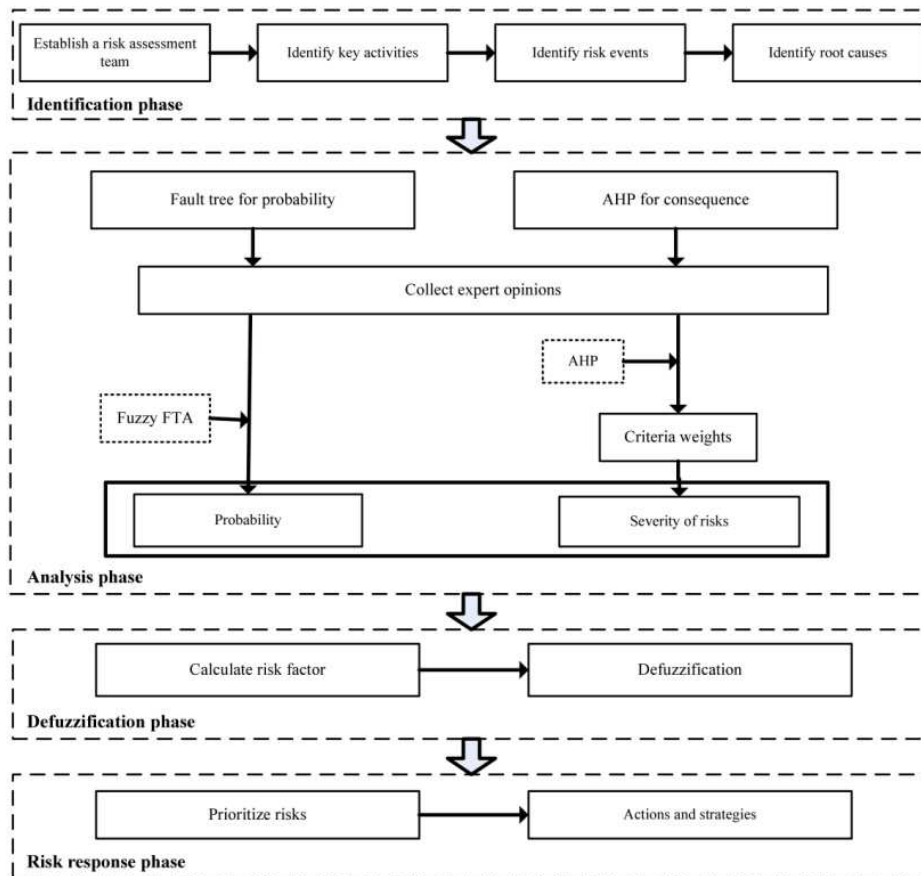 Establish a risk assessment
team
Identify key activities
Identify risk events
Identify root causes
Identification phase
Fault tree for probability
AHP for consequence
Collect expert opinions
AHP
Fuzzy FTA
Criteria weights
Probability
Severity of risks
Analysis phase
Calculate risk factor
Defuzzification
Defuzzification phase
Prioritize risks
Actions and strategies
Risk response phase